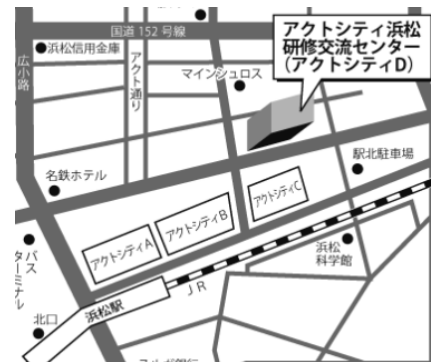 アクトシティ浜松
研修交流センター
（アクトシティD）
国道 152 号線
浜松信用金庫
広小路
アクト通り
マインシュロス
名鉄ホテル
駅北駐車場
アクトシティA
アクトシティB
アクトシティC
バス
ターミナル
浜松
科学館
JR
浜松駅
北口